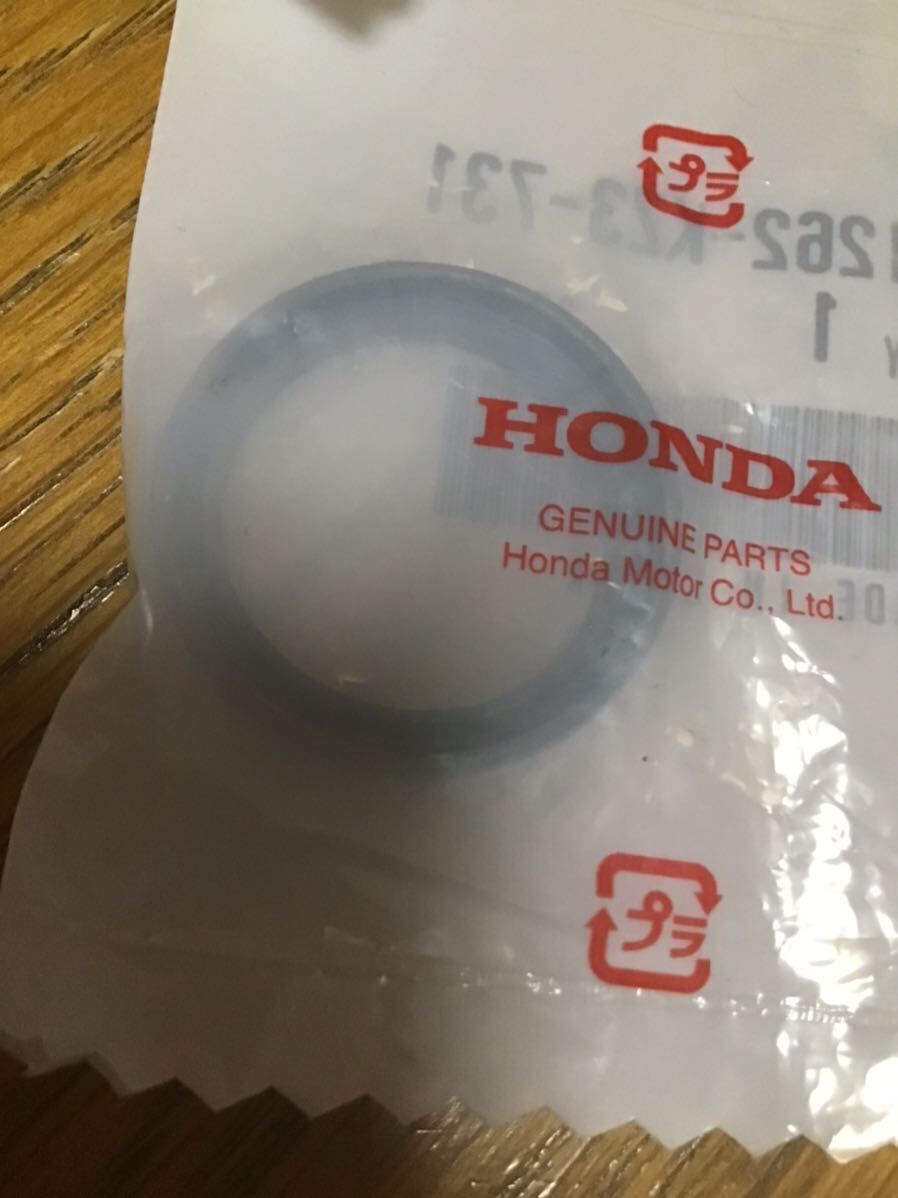 プラ
262-KZ3-731
1
HONDA
GENUINE PARTS
Honda Motor Co., Ltd.
プラ